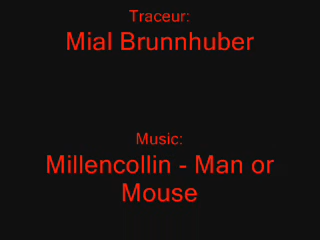 Traceur:
Mial Brunnhuber
Music:
Millencollin - Man or
Mouse